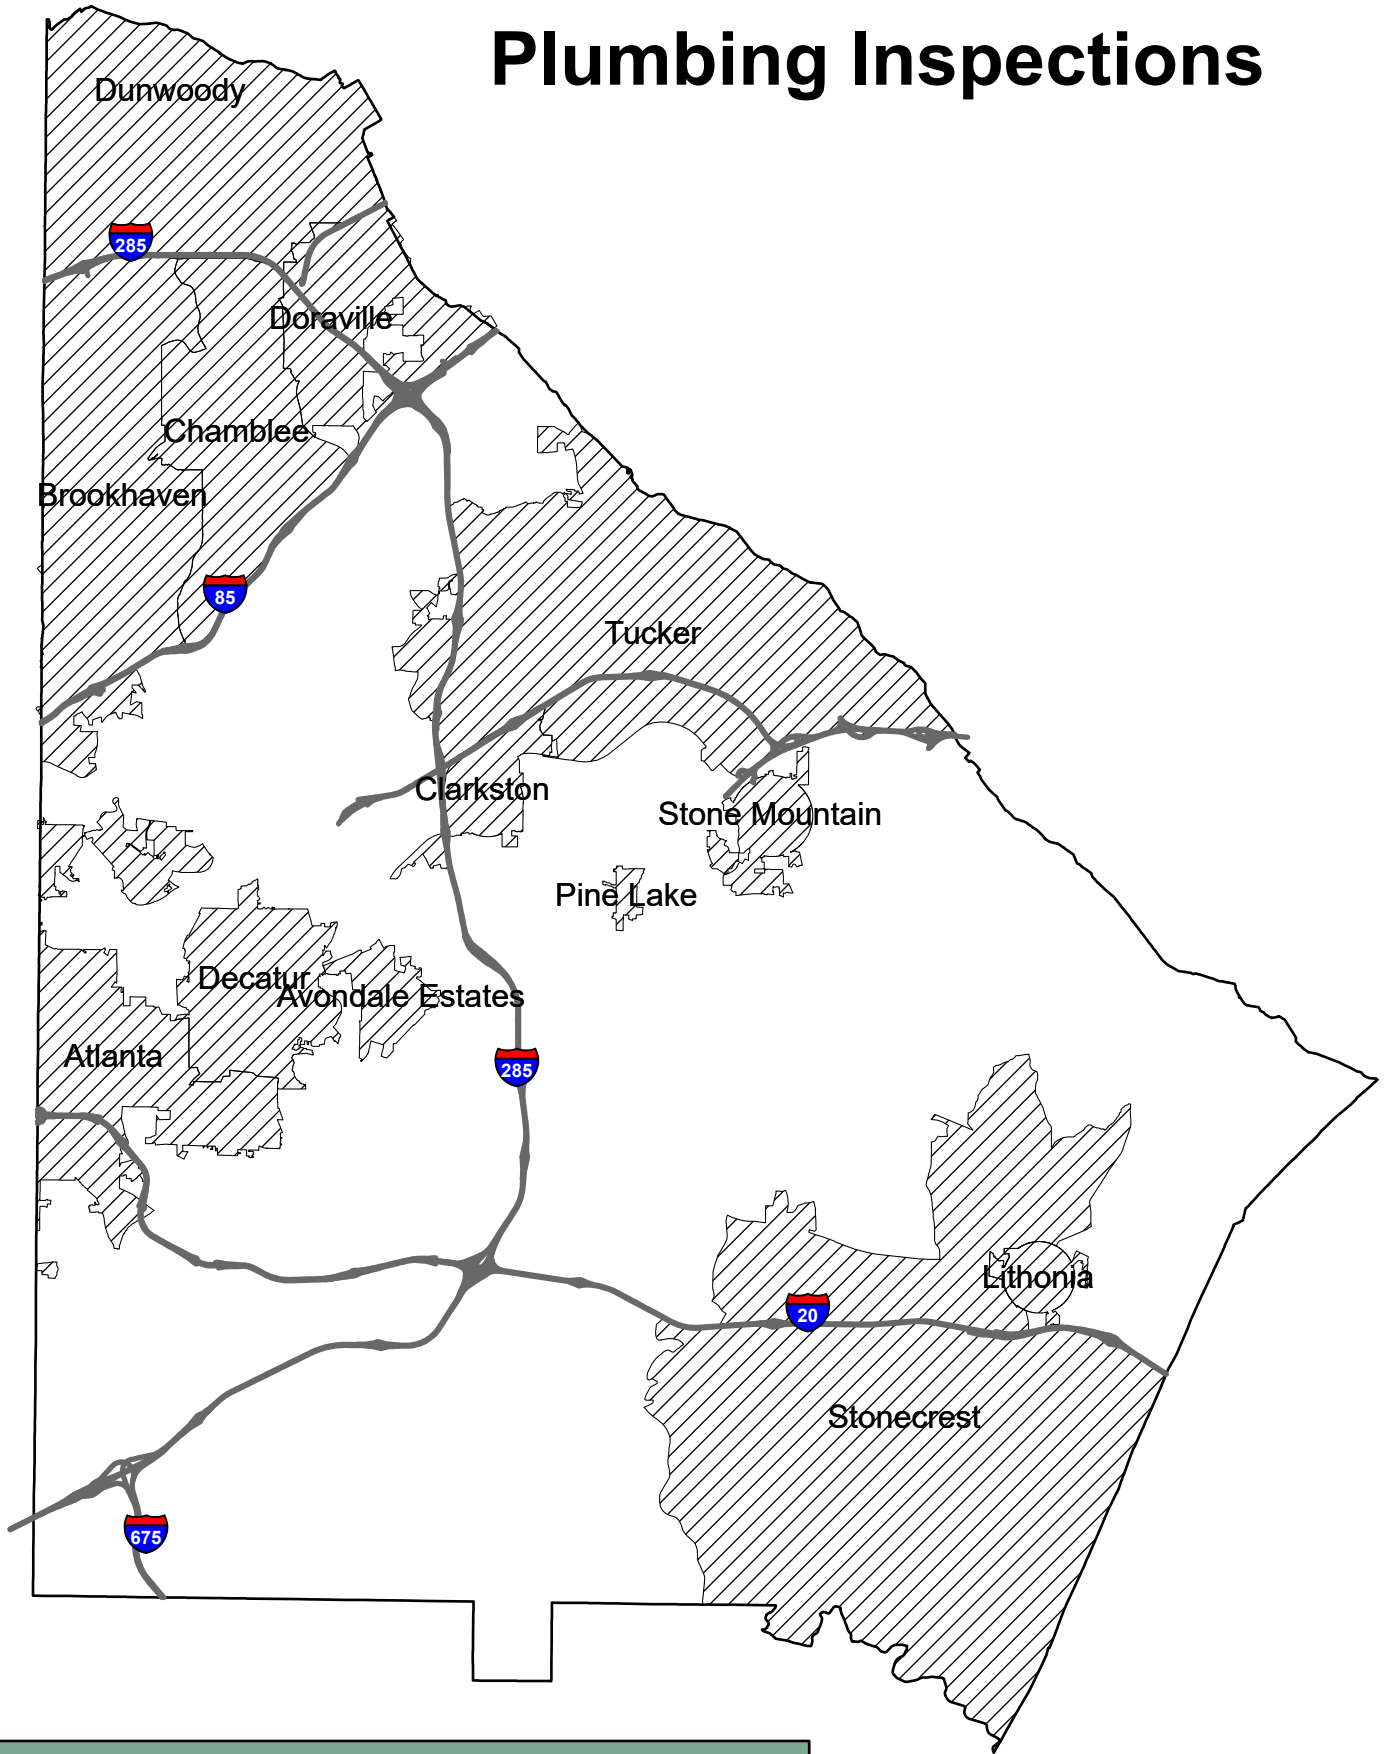 Plumbing Inspections
Dunwoody
285
Doraville
Chamblee
Brookhaven
85
Tucker
Clarkston
Stone Mountain
Pine Lake
Decatur
Avondale Estates
Atlanta
285
Lithonia
20
Stonecrest
675